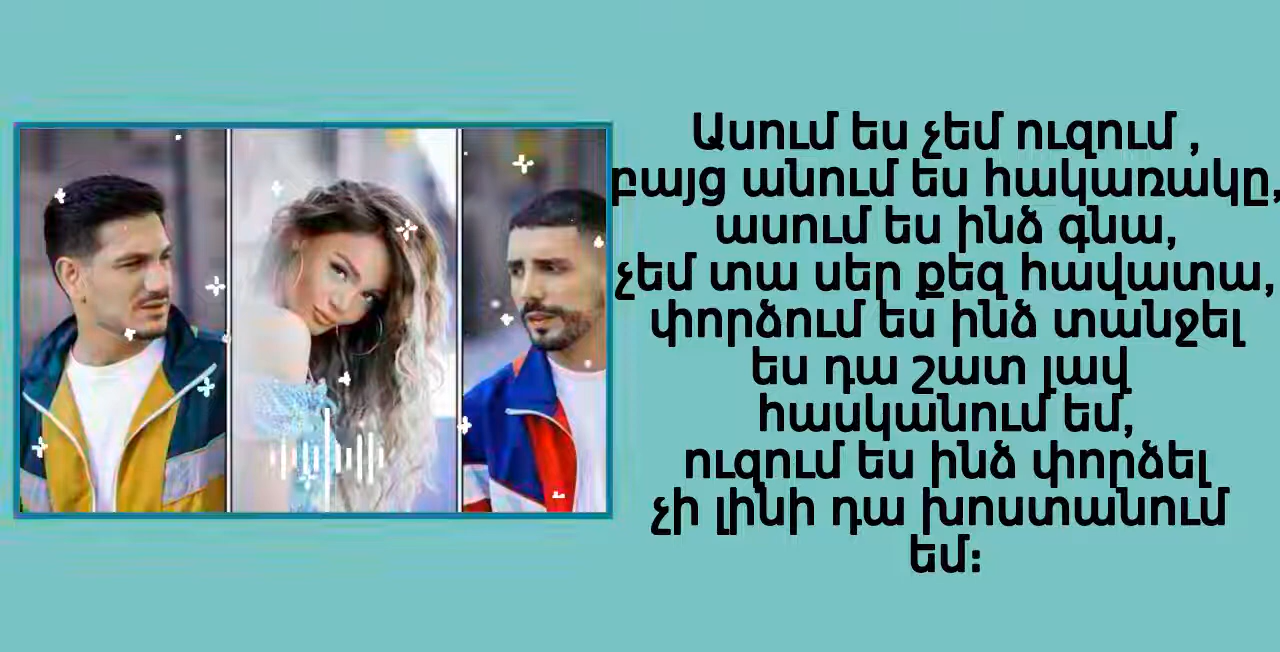 Ասում ես չեմ ուզում ,
բայց անում ես հակառակը,
ասում ես ինձ գնա,
չեմ տա սեր քեզ հավատա,
փորձում ես ինձ տանջել
ես դա շատ լավ
հասկանում եմ,
ուզում ես ինձ փորձել
չի լինի դա խոստանում
եմ: